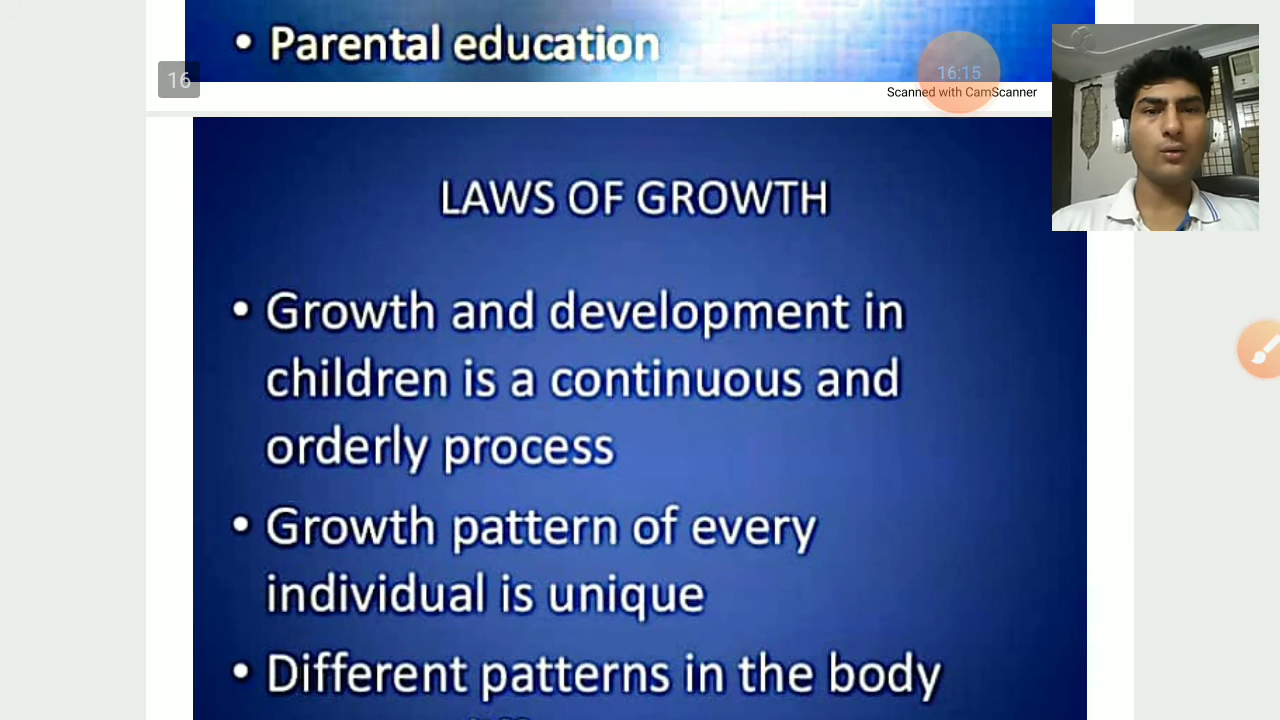 • Parental education
16
16:15
Scanned with CamScanner
LAWS OF GROWTH
• Growth and development in
children is a continuous and
orderly process
• Growth pattern of every
individual is unique
• Different patterns in the body